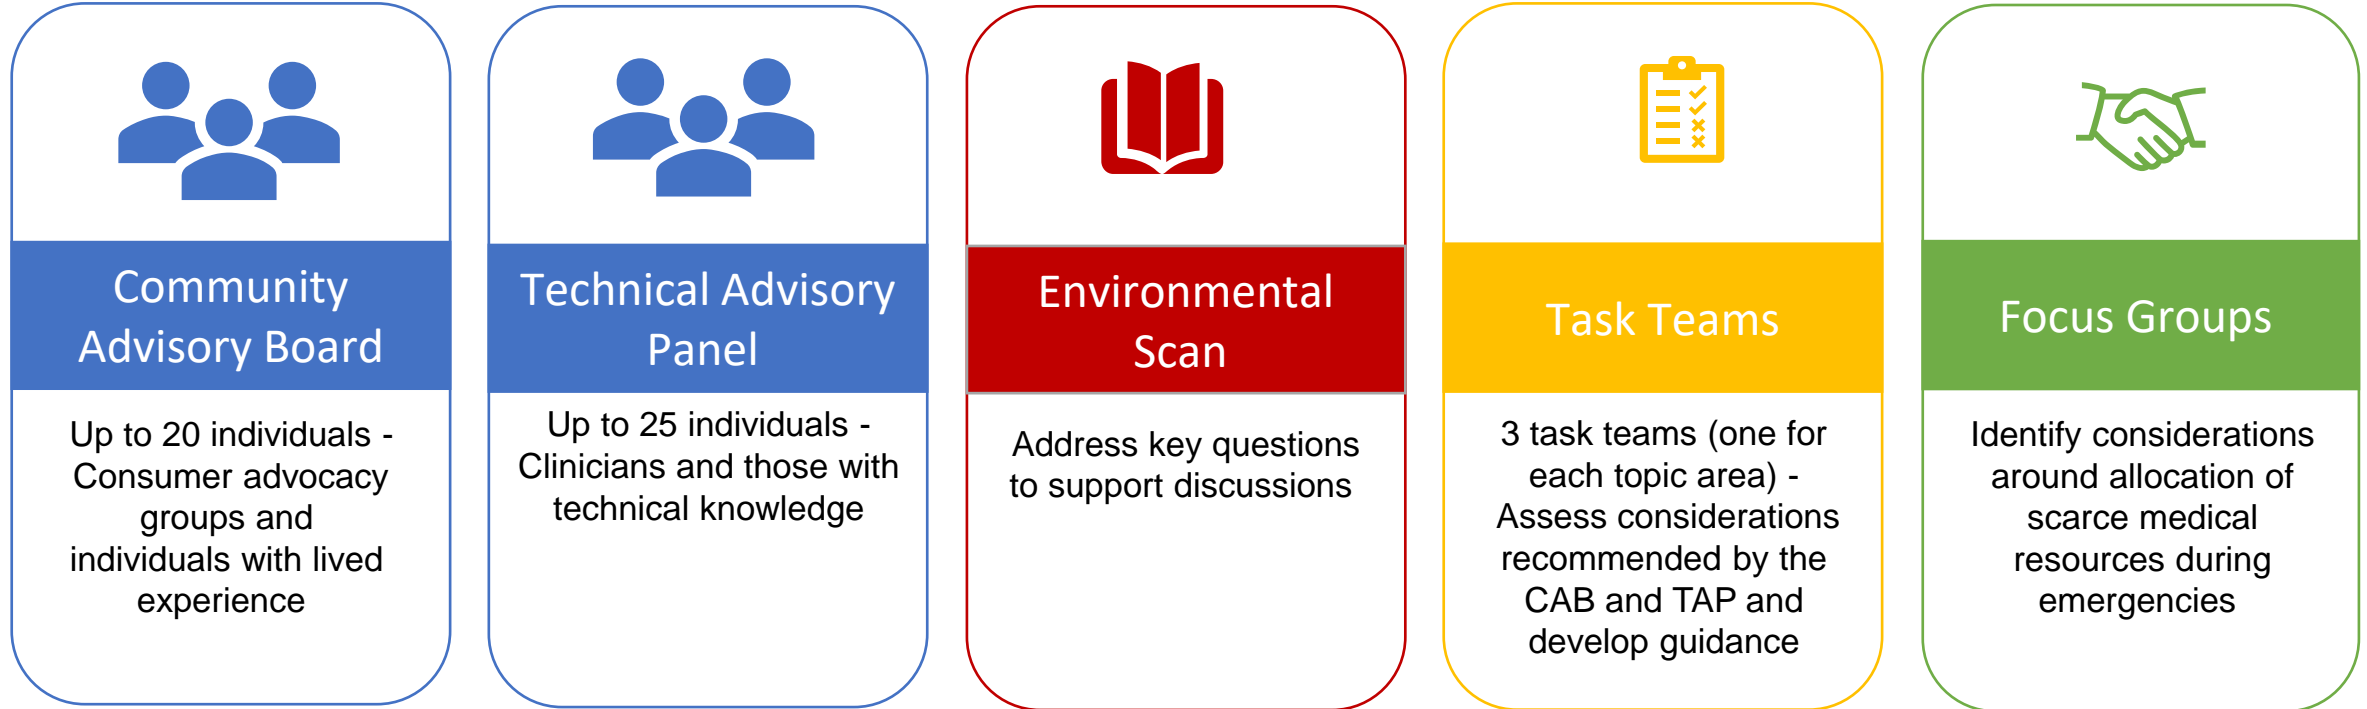 Community
Advisory Board
Up to 20 individuals -
Consumer advocacy
groups and
individuals with lived
experience
Technical Advisory
Panel
Up to 25 individuals -
Clinicians and those with
technical knowledge
Environmental
Scan
Address key questions
to support discussions
Task Teams
3 task teams (one for
each topic area) -
Assess considerations
recommended by the
CAB and TAP and
develop guidance
Focus Groups
Identify considerations
around allocation of
scarce medical
resources during
emergencies